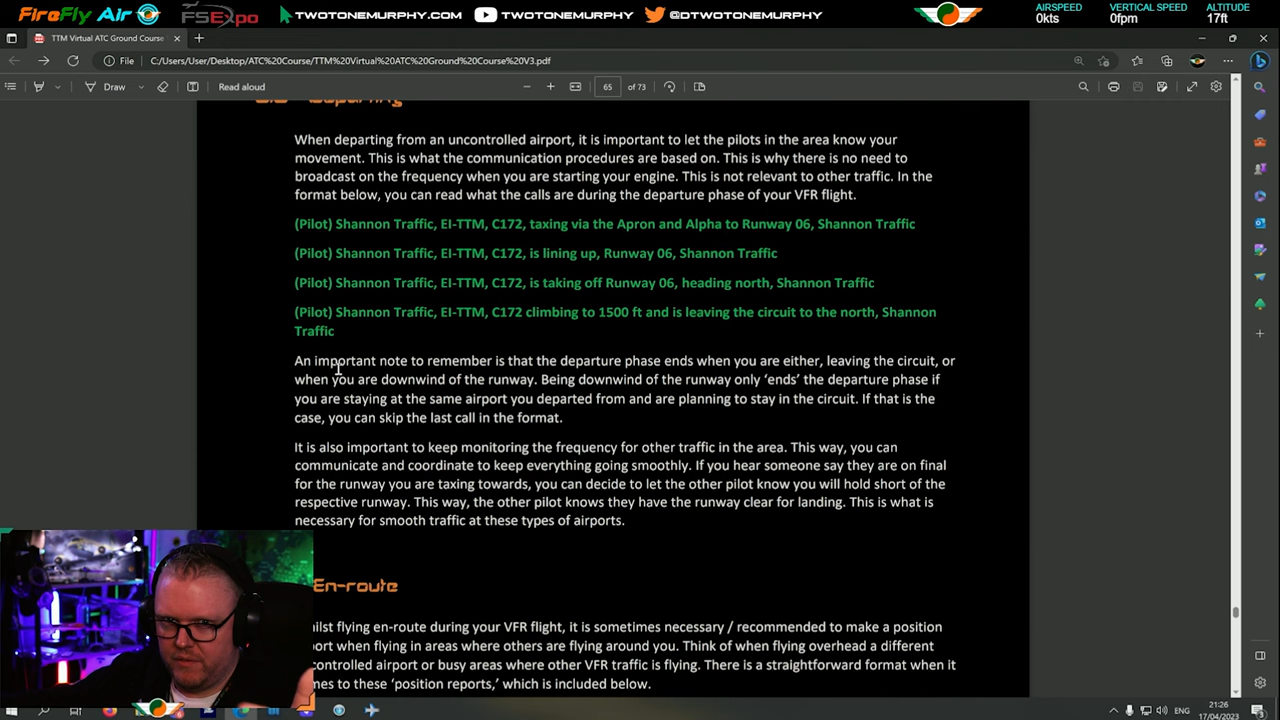 FireFly Air FSExpo TWOTONEMURPHY.COM TWOTONEMURPHY @DTWOTONEMURPHY AIRSPEED VERTICAL SPEED ALTITUDE
0kts 0fpm 17ft
TTM Virtual ATC Ground Course
File C:/Users/User/Desktop/ATC%20Course/TTM%20Virtual%20ATC%20Ground%20Course%20V3.pdf
Draw Read aloud 65 of 73
Departing
When departing from an uncontrolled airport, it is important to let the pilots in the area know your
movement. This is what the communication procedures are based on. This is why there is no need to
broadcast on the frequency when you are starting your engine. This is not relevant to other traffic. In the
format below, you can read what the calls are during the departure phase of your VFR flight.
(Pilot) Shannon Traffic, EI-TTM, C172, taxing via the Apron and Alpha to Runway 06, Shannon Traffic
(Pilot) Shannon Traffic, EI-TTM, C172, is lining up, Runway 06, Shannon Traffic
(Pilot) Shannon Traffic, EI-TTM, C172, is taking off Runway 06, heading north, Shannon Traffic
(Pilot) Shannon Traffic, EI-TTM, C172 climbing to 1500 ft and is leaving the circuit to the north, Shannon
Traffic
An important note to remember is that the departure phase ends when you are either, leaving the circuit, or
when you are downwind of the runway. Being downwind of the runway only ‘ends’ the departure phase if
you are staying at the same airport you departed from and are planning to stay in the circuit. If that is the
case, you can skip the last call in the format.
It is also important to keep monitoring the frequency for other traffic in the area. This way, you can
communicate and coordinate to keep everything going smoothly. If you hear someone say they are on final
for the runway you are taxing towards, you can decide to let the other pilot know you will hold short of the
respective runway. This way, the other pilot knows they have the runway clear for landing. This is what is
necessary for smooth traffic at these types of airports.
En-route
hilst flying en-route during your VFR flight, it is sometimes necessary / recommended to make a position
port when flying in areas where others are flying around you. Think of when flying overhead a different
controlled airport or busy areas where other VFR traffic is flying. There is a straightforward format when it
mes to these ‘position reports,’ which is included below.
ENG 21:26
17/04/2023